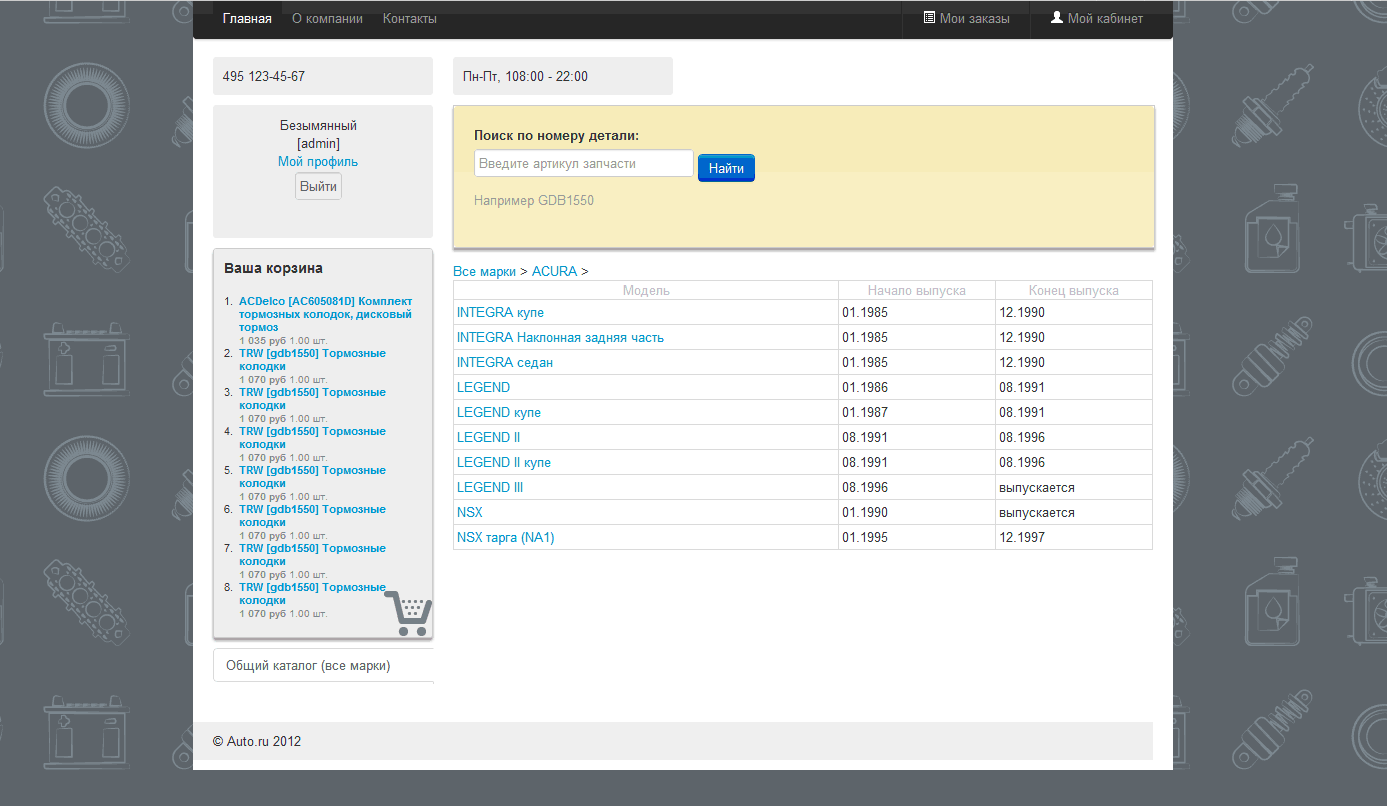 Главная О компании Контакты Мои заказы Мой кабинет
495 123-45-67
Пн-Пт, 108:00 - 22:00
Безымянный
[admin]
Мой профиль
Выйти
Поиск по номеру детали:
Введите артикул запчасти Найти
Например GDB1550
Ваша корзина
1. ACDelco [AC605081D] Комплект
тормозных колодок, дисковый
тормоз
1 035 руб 1.00 шт.
2. TRW [gdb1550] Тормозные
колодки
1 070 руб 1.00 шт.
3. TRW [gdb1550] Тормозные
колодки
1 070 руб 1.00 шт.
4. TRW [gdb1550] Тормозные
колодки
1 070 руб 1.00 шт.
5. TRW [gdb1550] Тормозные
колодки
1 070 руб 1.00 шт.
6. TRW [gdb1550] Тормозные
колодки
1 070 руб 1.00 шт.
7. TRW [gdb1550] Тормозные
колодки
1 070 руб 1.00 шт.
8. TRW [gdb1550] Тормозные
колодки
1 070 руб 1.00 шт.
Общий каталог (все марки)
Все марки > ACURA >
Модель Начало выпуска Конец выпуска
INTEGRA купе 01.1985 12.1990
INTEGRA Наклонная задняя часть 01.1985 12.1990
INTEGRA седан 01.1985 12.1990
LEGEND 01.1986 08.1991
LEGEND купе 01.1987 08.1991
LEGEND II 08.1991 08.1996
LEGEND II купе 08.1991 08.1996
LEGEND III 08.1996 выпускается
NSX 01.1990 выпускается
NSX тарга (NA1) 01.1995 12.1997
© Auto.ru 2012